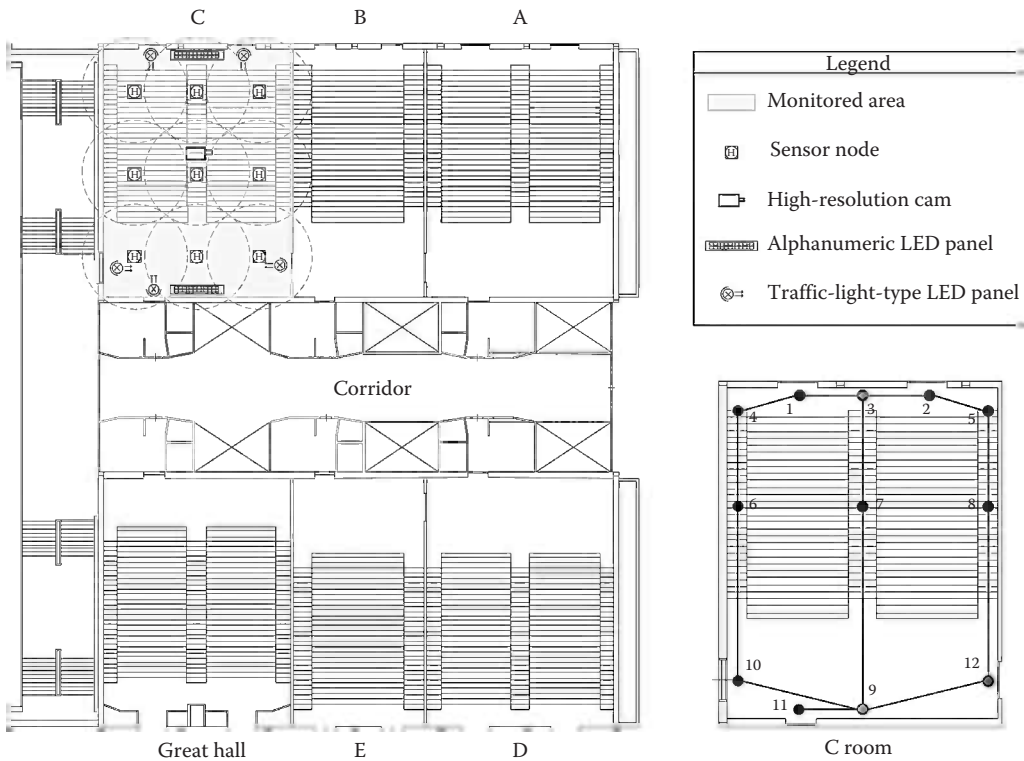 C
B
A
H
H
H
H
H
H
H
H
H
Corridor
Great hall
E
D
Legend
Monitored area
H
Sensor node
High-resolution cam
Alphanumeric LED panel
Traffic-light-type LED panel
1
3
2
4
5
6
7
8
10
12
9
11
C room